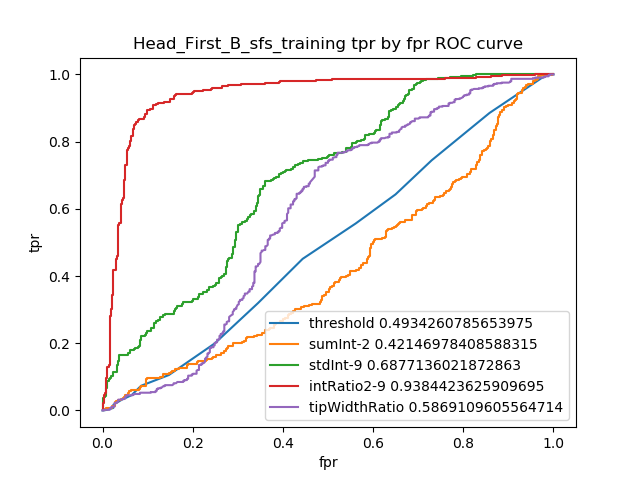 Head_First_B_sfs_training tpr by fpr ROC curve
tpr
1.0
0.8
0.6
0.4
0.2
0.0
threshold 0.4934260785653975
sumInt-2 0.42146978408588315
stdInt-9 0.6877136021872863
intRatio2-9 0.9384423625909695
tipWidthRatio 0.5869109605564714
0.0 0.2 0.4 0.6 0.8 1.0
fpr